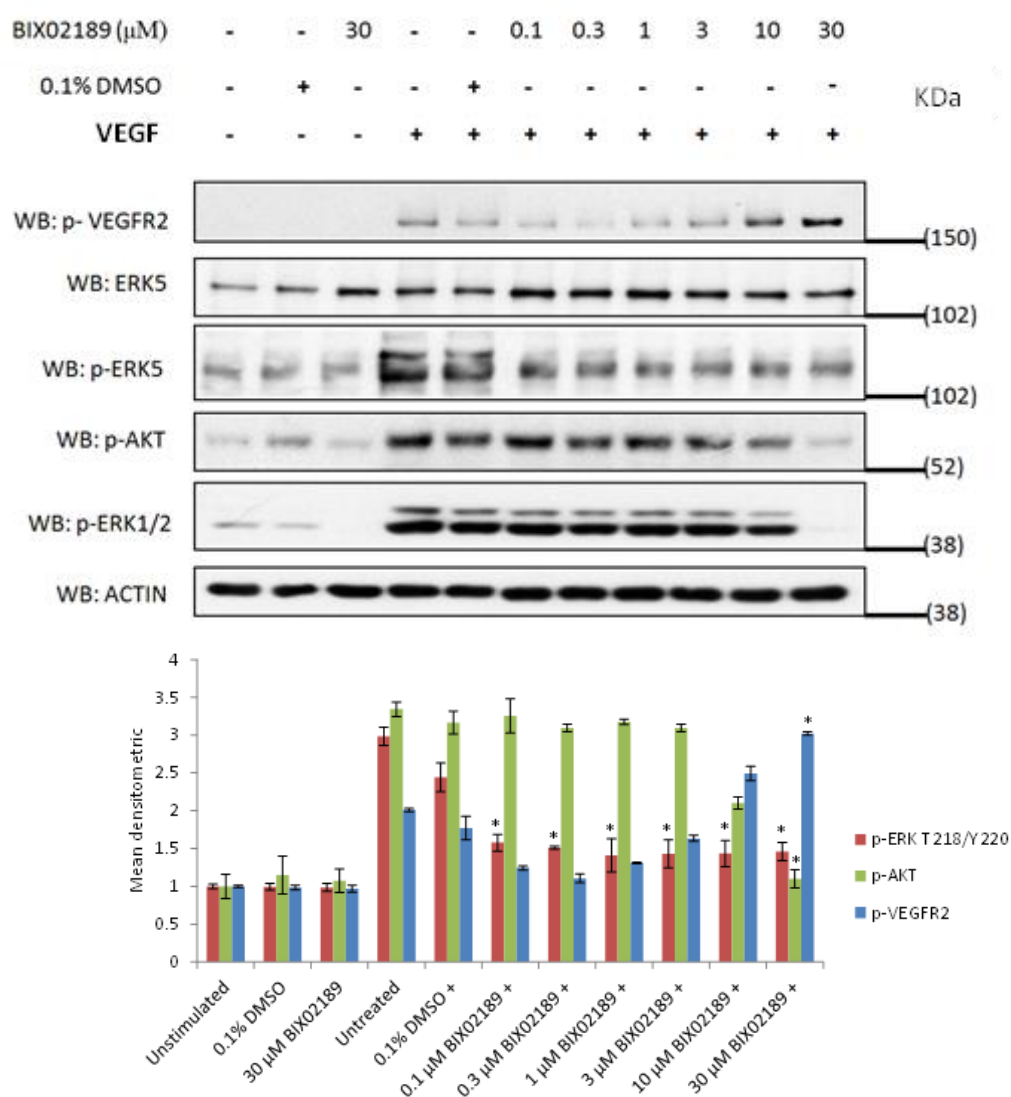 BIX02189 (μM) - - 30 - - 0.1 0.3 1 3 10 30
0.1% DMSO - + - - + - - - - - -
KDa
VEGF - - - + + + + + + + +
WB: p- VEGFR2
(150)
WB: ERK5
(102)
WB: p-ERK5
(102)
WB: p-AKT
(52)
WB: p-ERK1/2
(38)
WB: ACTIN
(38)
Mean densitometric
4
3.5
3
2.5
2
1.5
1
0.5
0
* * * * * * * *
p-ERK T218/Y220
p-AKT
p-VEGFR2
Unstimulated
0.1% DMSO
30 μM BIX02189
Untreated
0.1% DMSO +
0.1 μM BIX02189 +
0.3 μM BIX02189 +
1 μM BIX02189 +
3 μM BIX02189 +
10 μM BIX02189 +
30 μM BIX02189 +